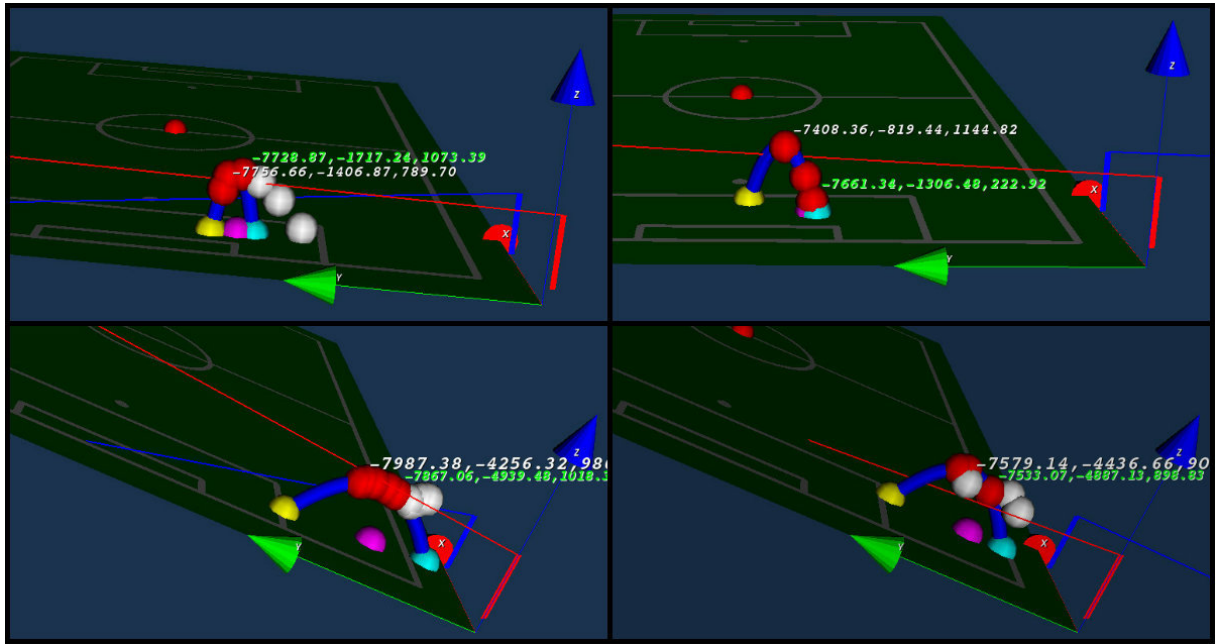 Z
-7728.87,-1717.24,1073.39
-7756.66,-1406.87,789.70
X
Y
Z
-7408.36,-819.44,1144.82
X
-7661.34,-1306.48,222.92
Y
Z
-7987.38,-4256.32,980
-7867.06,-4939.48,1018.3
X
Y
Z
-7579.14,-4436.66,90
-7533.07,-4887.13,898.83
X
Y